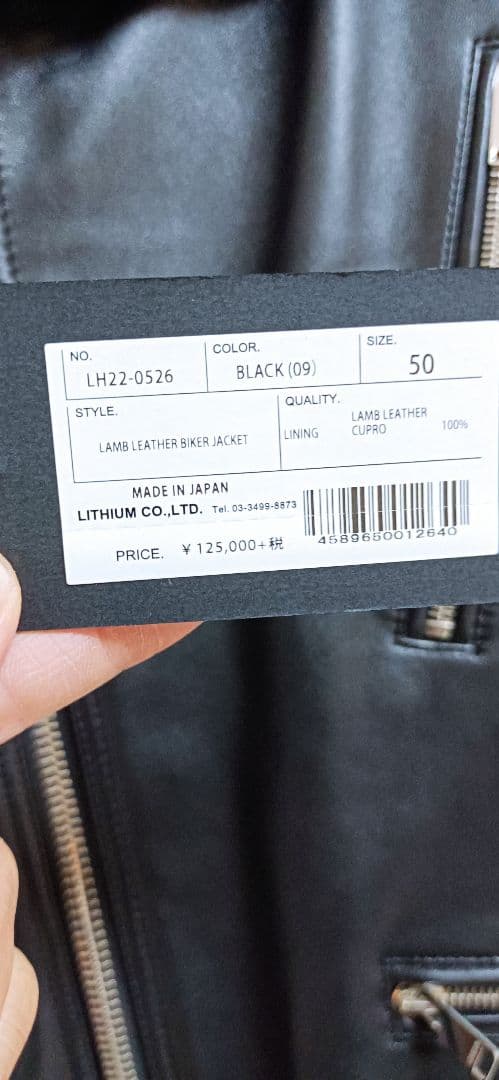 NO.
LH22-0526
COLOR.
BLACK (09)
SIZE.
50
STYLE.
LAMB LEATHER BIKER JACKET
QUALITY.
LAMB LEATHER
LINING CUPRO 100%
MADE IN JAPAN
LITHIUM CO.,LTD. Tel. 03-3499-8873
PRICE. ¥ 125,000+税
4589650012640